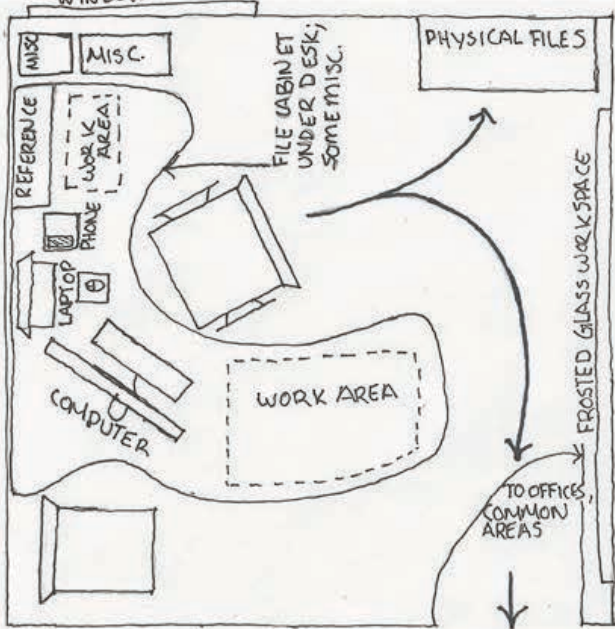 WINDOW
MISC
MISC.
PHYSICAL FILES
FILE CABINET
UNDER DESK;
SOME MISC.
REFERENCE
WORK
AREA
PHONE
LAPTOP
COMPUTER
WORK AREA
FROSTED GLASS WORKSPACE
TO OFFICES,
COMMON
AREAS